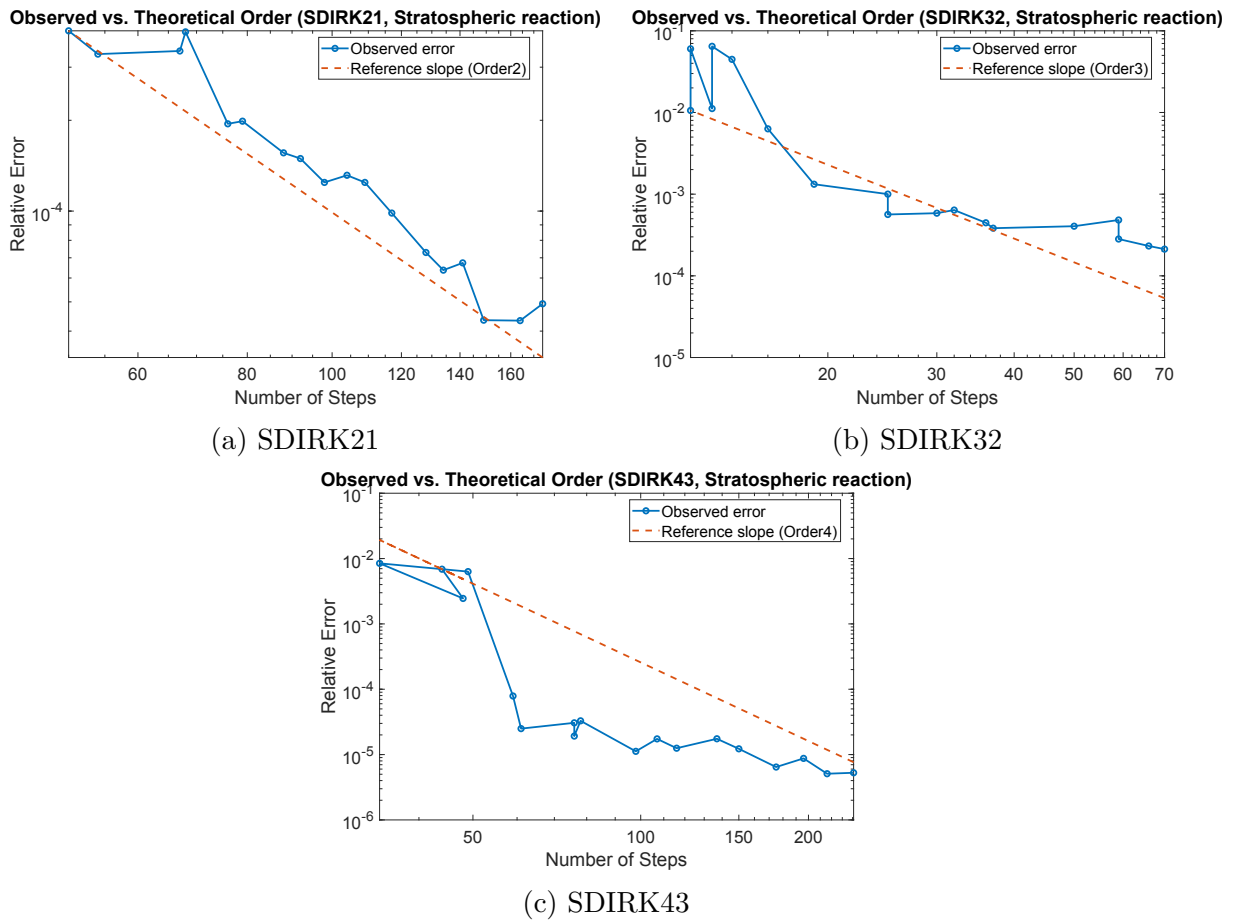 Observed vs. Theoretical Order (SDIRK21, Stratospheric reaction)
Observed error
Reference slope (Order2)
10^-4
Relative Error
60 80 100 120 140 160
Number of Steps
(a) SDIRK21
Observed vs. Theoretical Order (SDIRK32, Stratospheric reaction)
Observed error
Reference slope (Order3)
10^-1
10^-2
10^-3
10^-4
10^-5
Relative Error
20 30 40 50 60 70
Number of Steps
(b) SDIRK32
Observed vs. Theoretical Order (SDIRK43, Stratospheric reaction)
Observed error
Reference slope (Order4)
10^-1
10^-2
10^-3
10^-4
10^-5
10^-6
Relative Error
50 100 150 200
Number of Steps
(c) SDIRK43